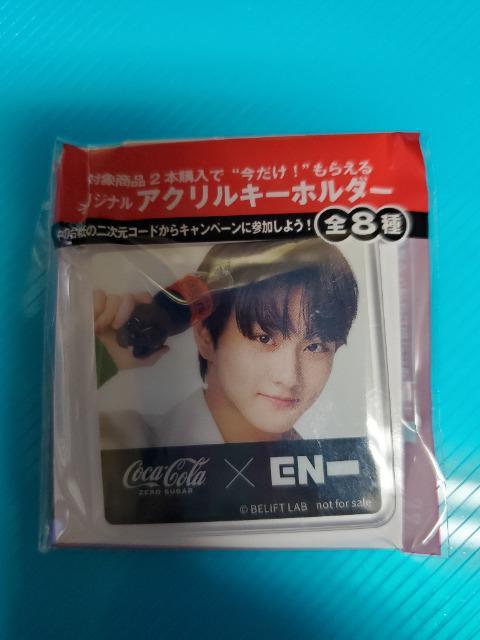 対象商品2本購入で“今だけ！”もらえる
ジナル アクリルキーホルダー
の台紙の二次元コードからキャンペーンに参加しよう！ 全8種
Coca-Cola × EN-
ZERO SUGAR
© BELIFT LAB not for sale